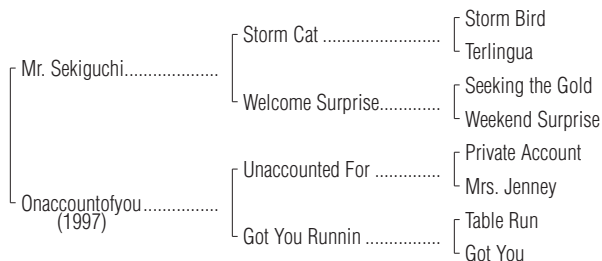 Storm Bird
Storm Cat ........................
Terlingua
Mr. Sekiguchi...................
Seeking the Gold
Welcome Surprise.............
Weekend Surprise
Private Account
Unaccounted For ..............
Mrs. Jenney
Onaccountofyou...............
(1997)
Table Run
Got You Runnin ................
Got You